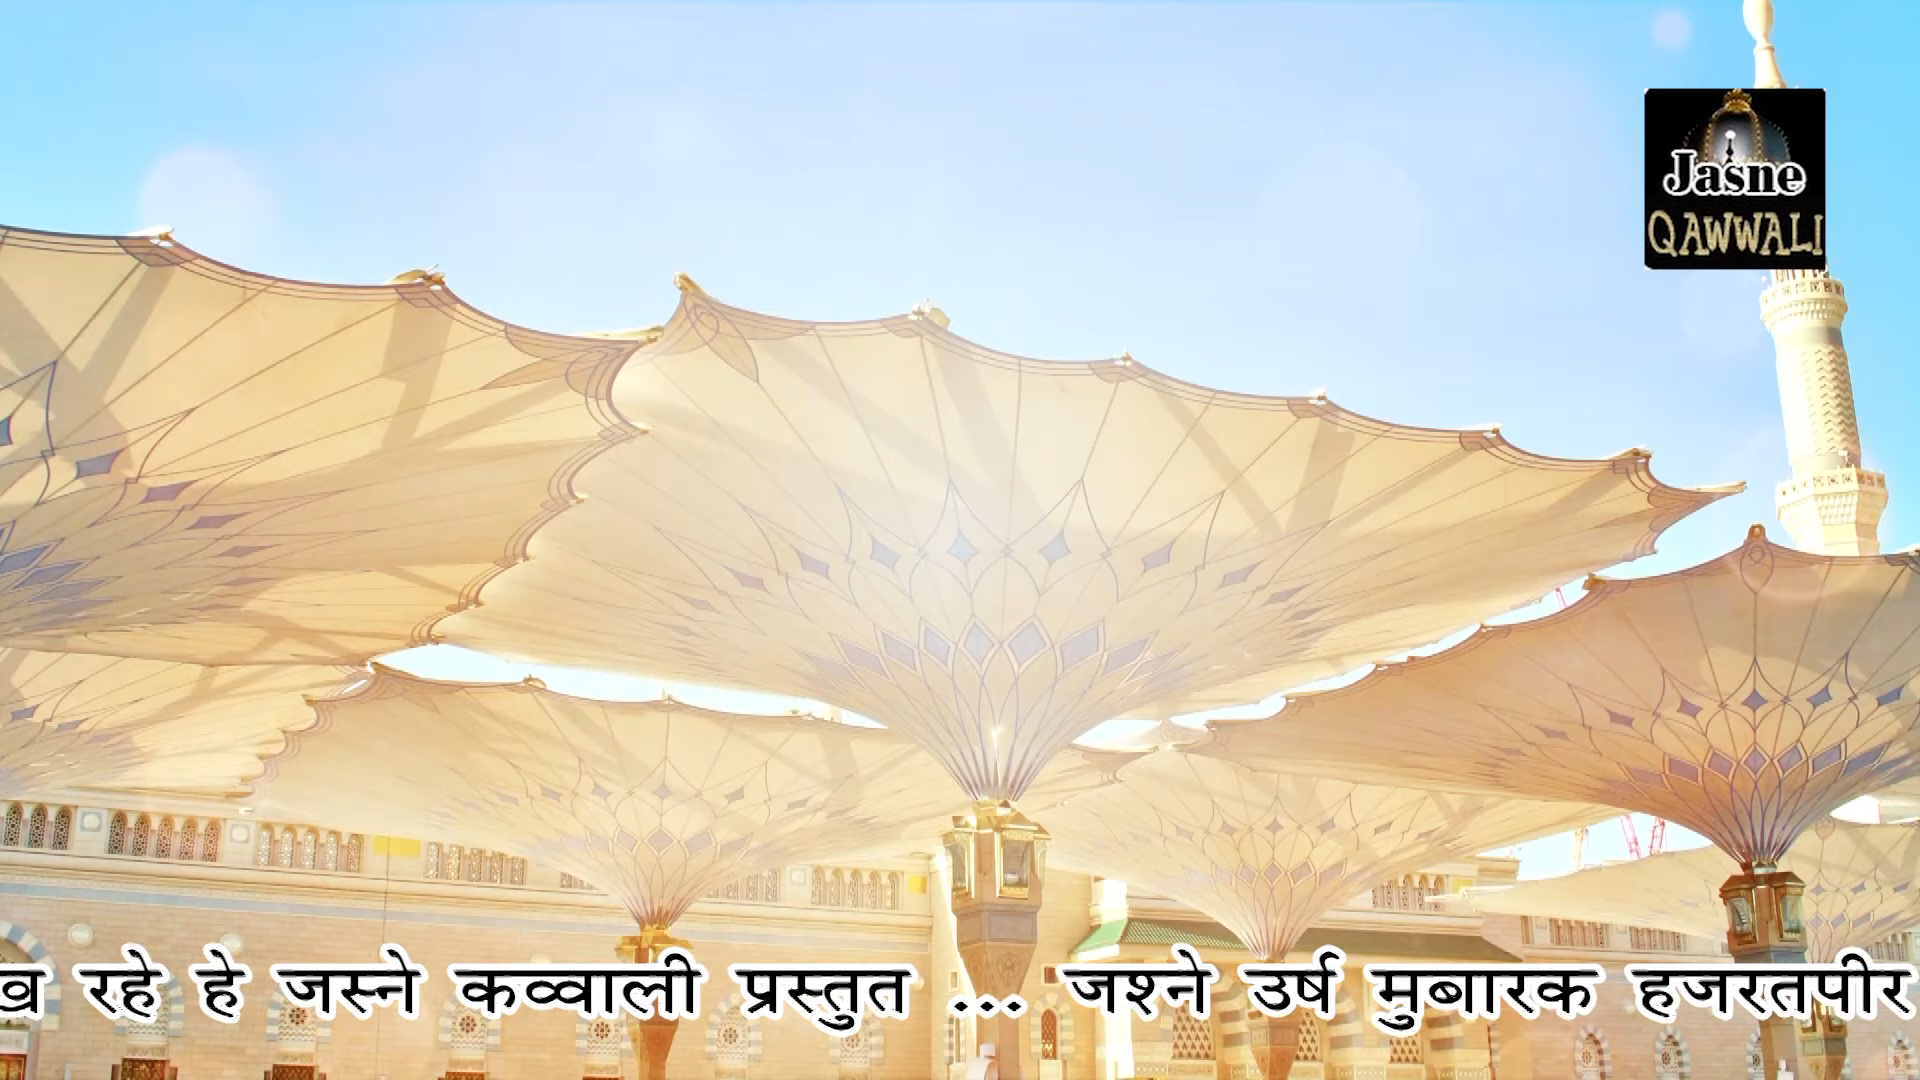 Jasne
QAWWALI
रहे हे जस्ने कव्वाली प्रस्तुत ... जश्ने उर्ष मुबारक हजरतपीर